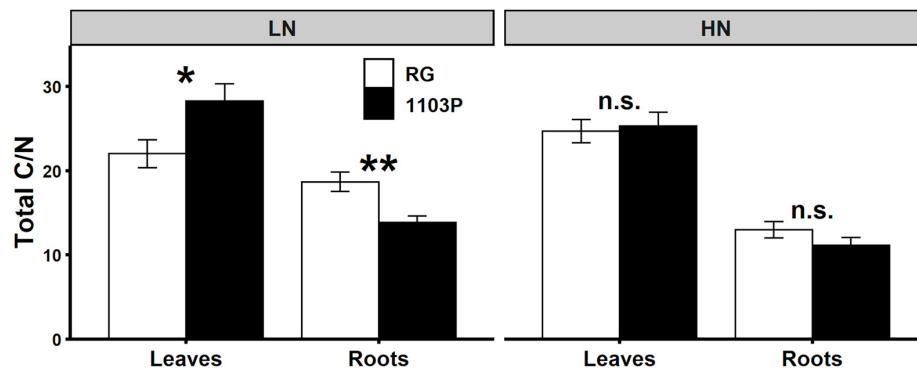 LN
HN
Total C/N
30
20
10
0
*
**
RG
1103P
n.s.
n.s.
Leaves
Roots
Leaves
Roots